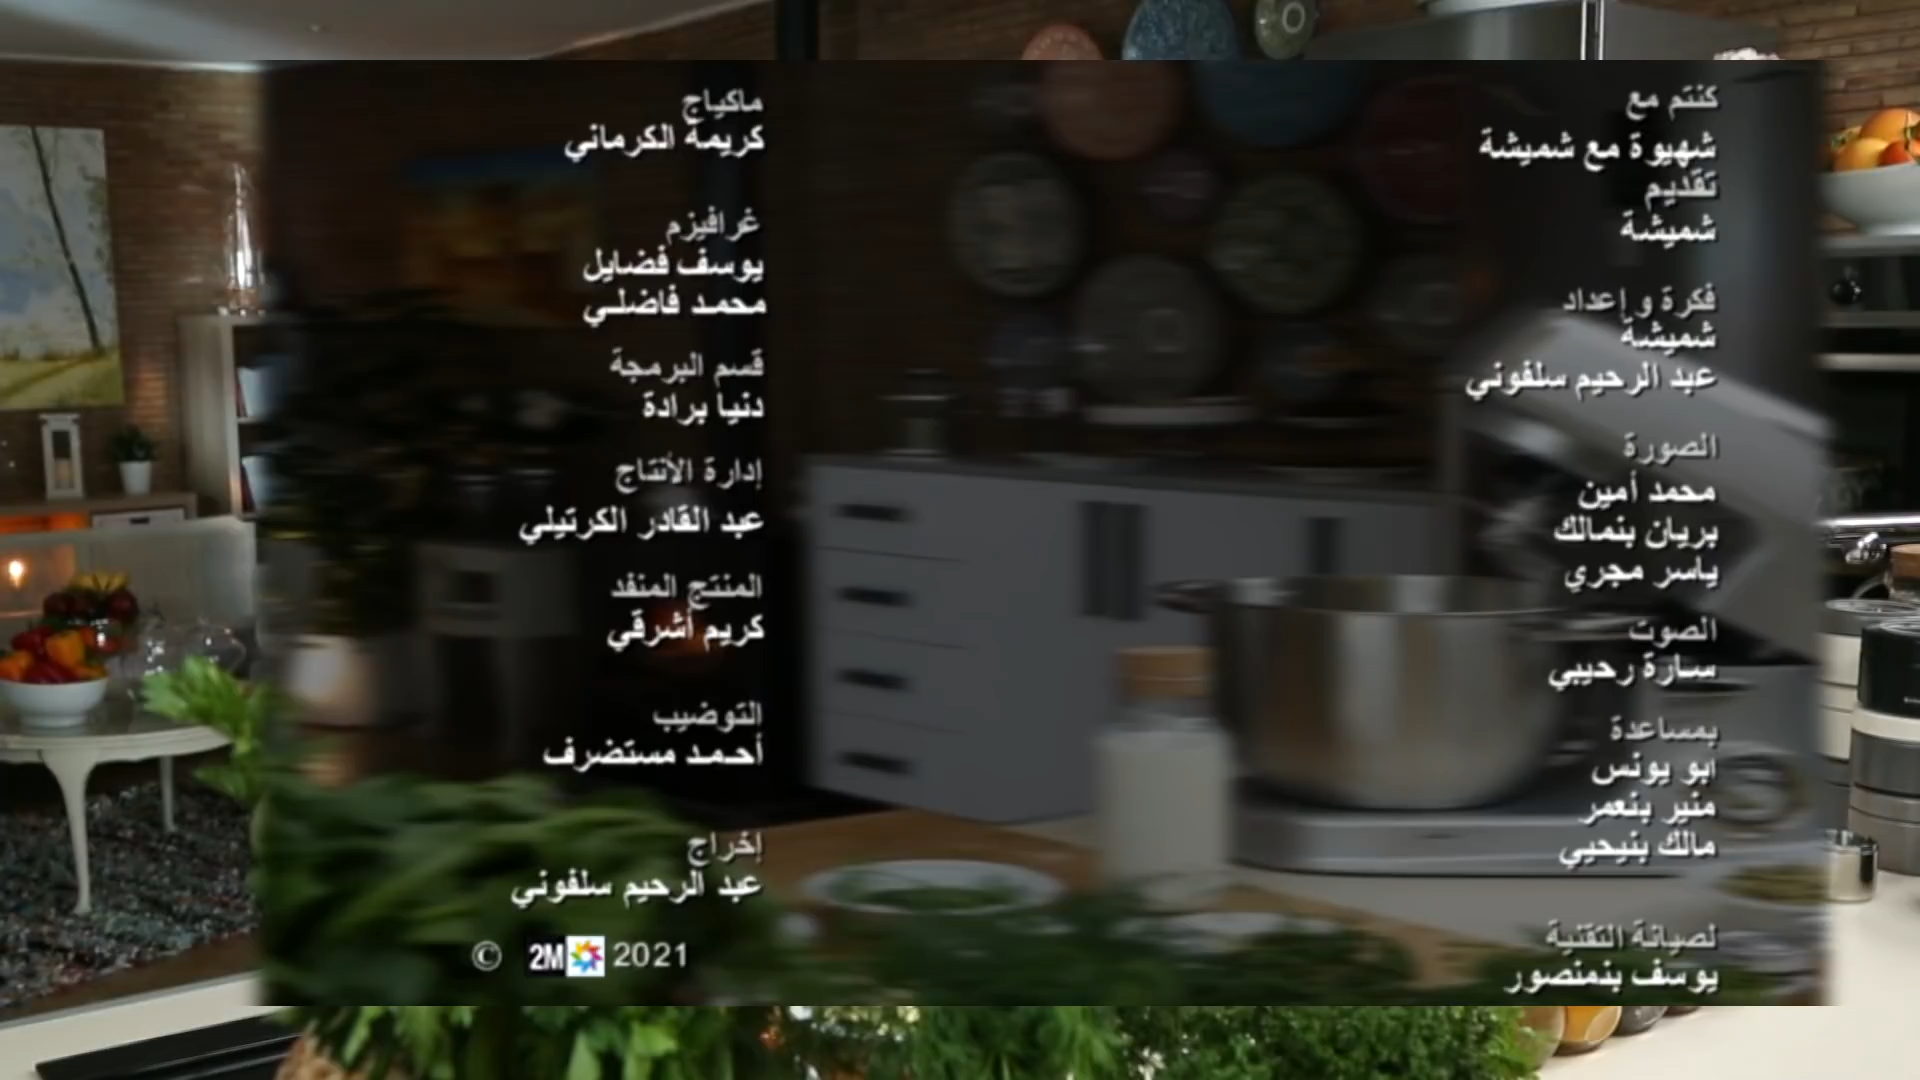 كنتم مع
شهيوة مع شميشة
تقديم
شميشة
فكرة و إعداد
شميشة
عبد الرحيم سلفوني
الصورة
محمد أمين
بريان بنمالك
ياسر مجري
الصوت
سارة رحيبي
بمساعدة
ابو يونس
منير بنعمر
مالك بنيحيي
لصيانة التقنية
يوسف بنمنصور
ماكياج
كريمة الكرماني
غرافيزم
يوسف فضايل
محمد فاضلي
قسم البرمجة
دنيا برادة
إدارة الأنتاج
عبد القادر الكرتيلي
المنتج المنفد
كريم أشرقي
التوضيب
أحمد مستضرف
إخراج
عبد الرحيم سلفوني
© 2M 2021